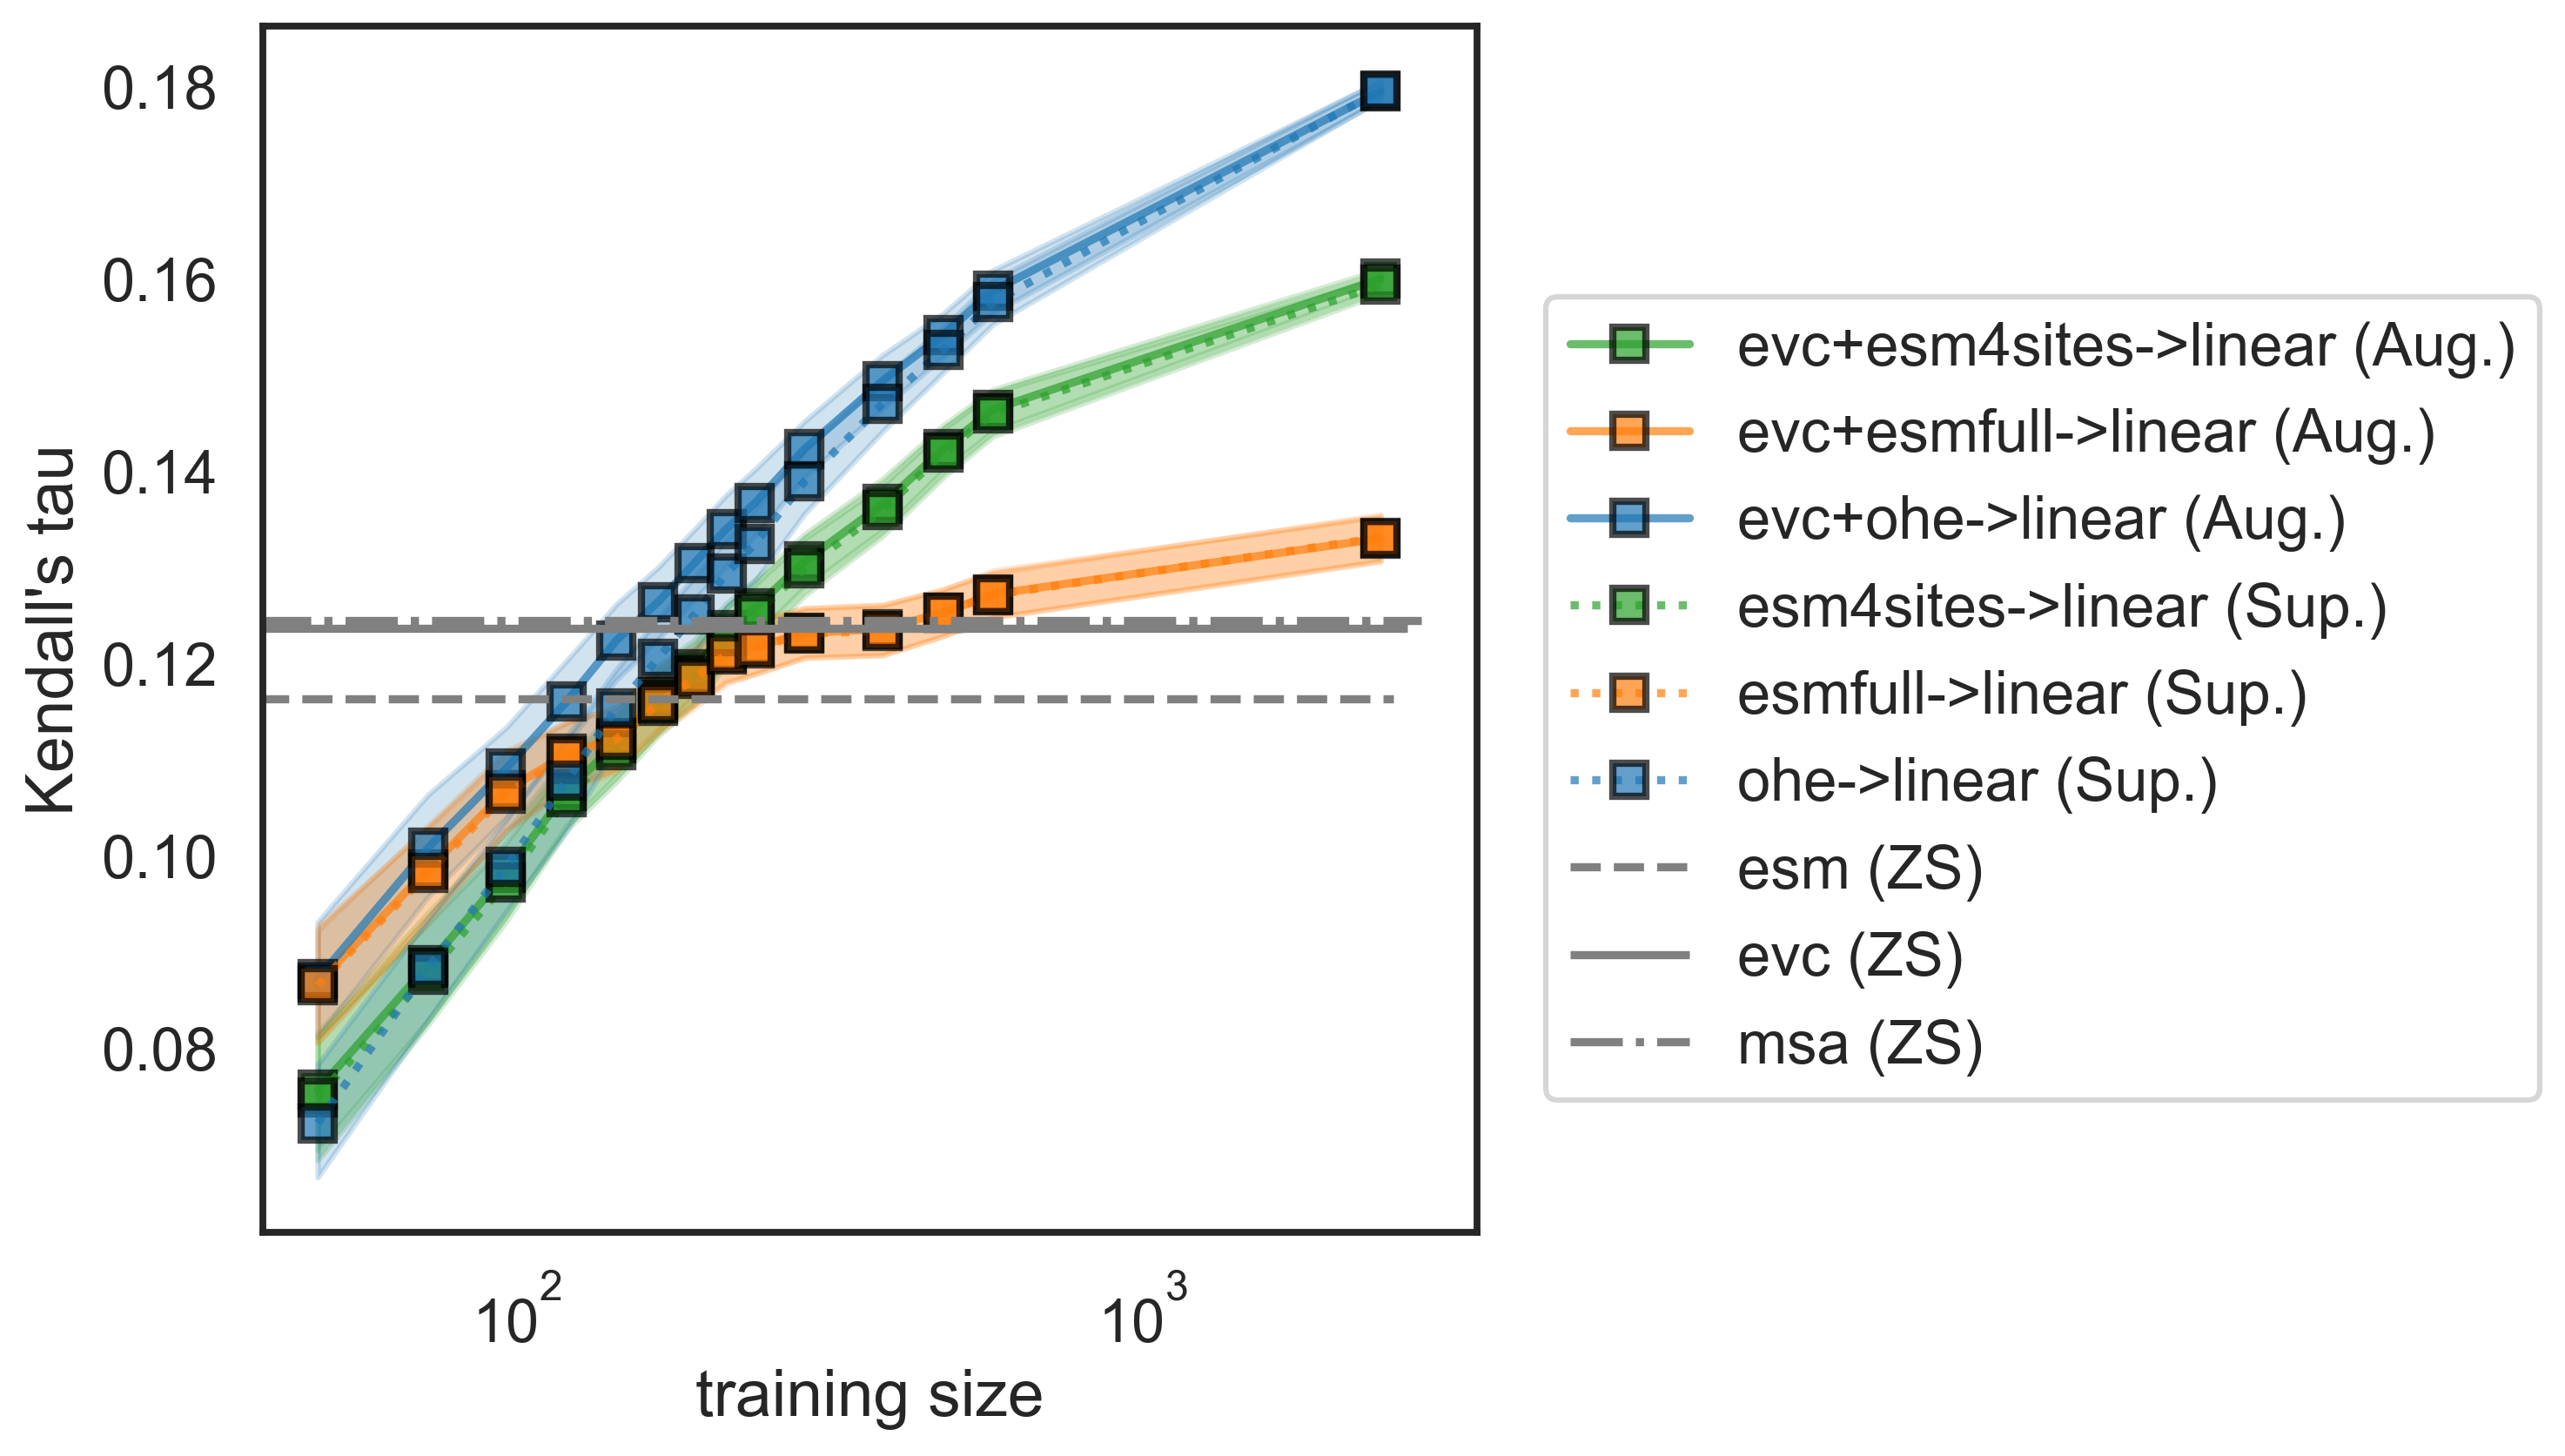 0.18
0.16
0.14
0.12
0.10
0.08
Kendall's tau
10²
10³
training size
evc+esm4sites->linear (Aug.)
evc+esmfull->linear (Aug.)
evc+ohe->linear (Aug.)
esm4sites->linear (Sup.)
esmfull->linear (Sup.)
ohe->linear (Sup.)
esm (ZS)
evc (ZS)
msa (ZS)